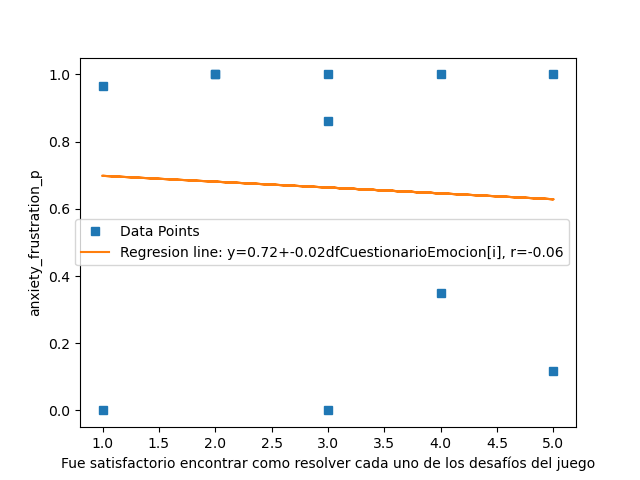 1.0
0.8
0.6
0.4
0.2
0.0
anxiety_frustration_p
Data Points
Regresion line: y=0.72+-0.02dfCuestionarioEmocion[i], r=-0.06
1.0 1.5 2.0 2.5 3.0 3.5 4.0 4.5 5.0
Fue satisfactorio encontrar como resolver cada uno de los desafíos del juego